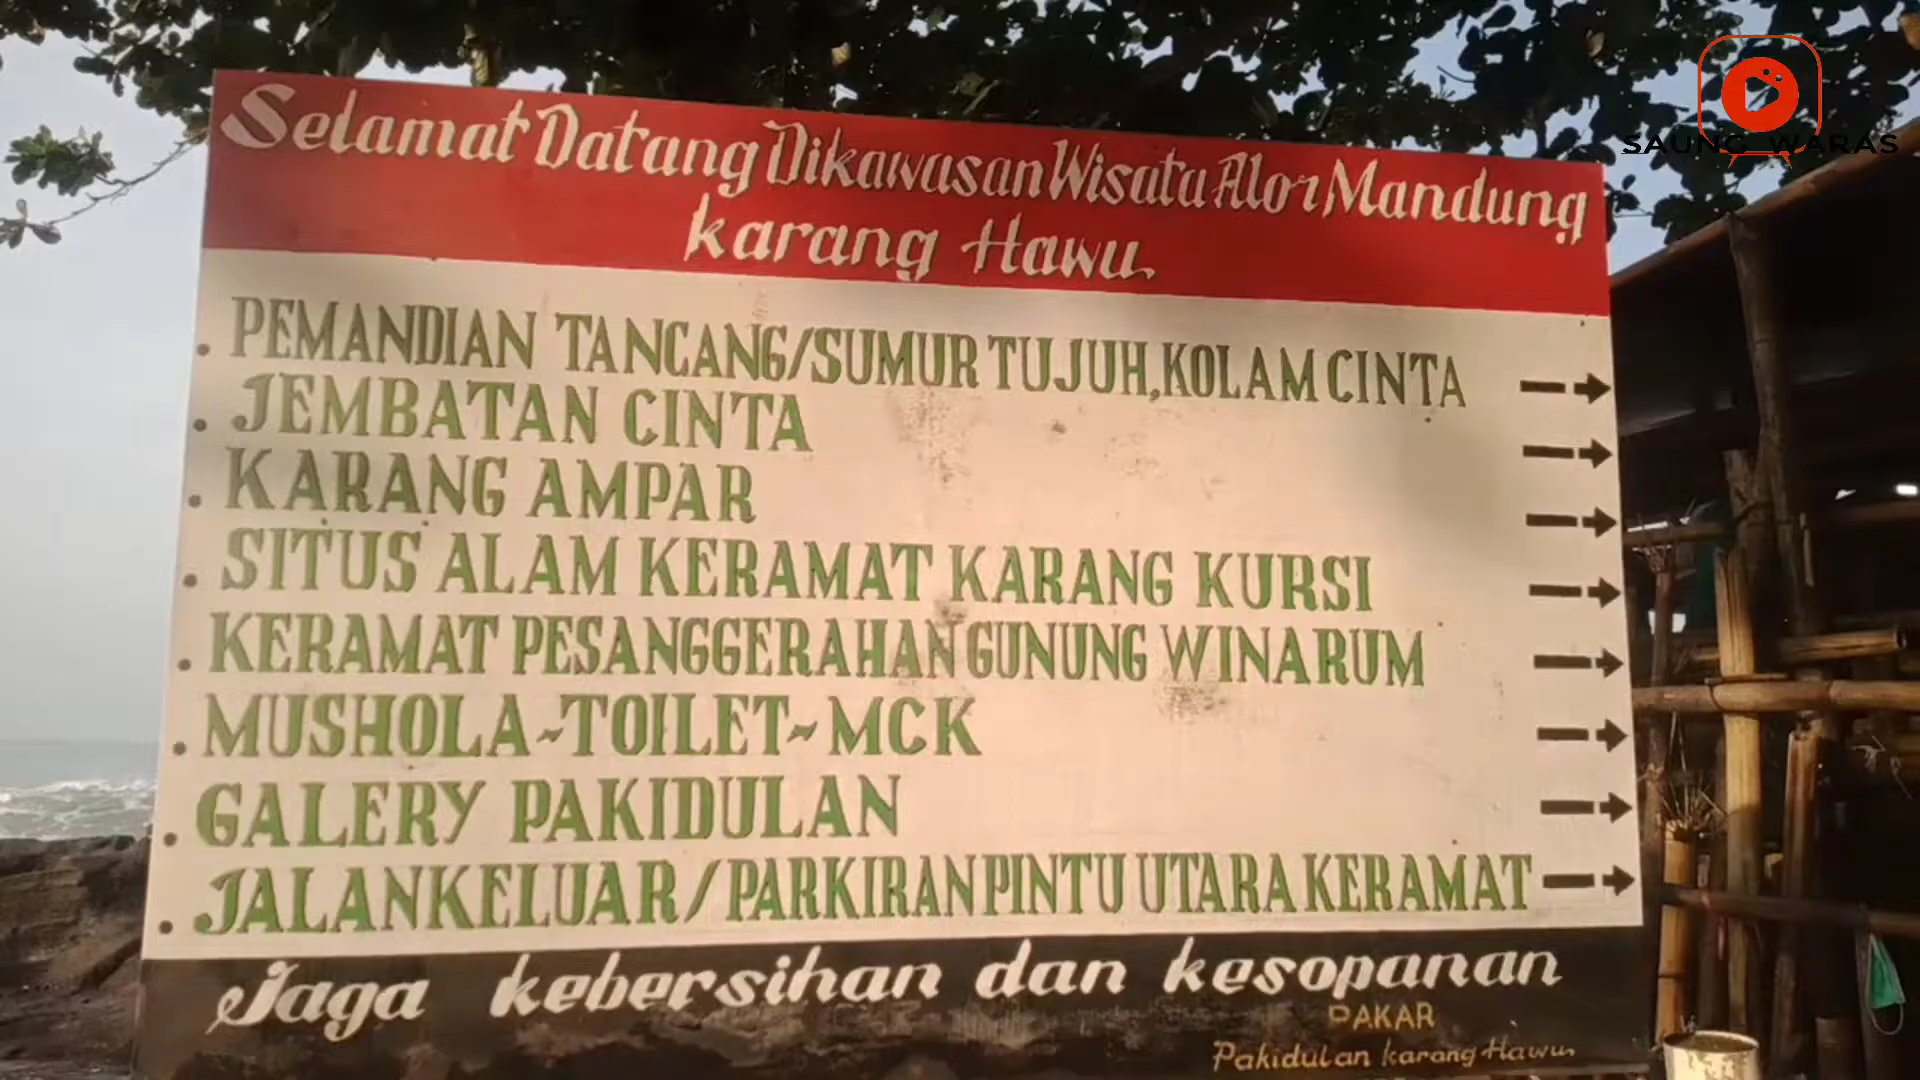 SAUNG WARAS
Selamat Datang Dikawasan Wisata Alor Mandung
karang Hawu.
. PEMANDIAN TANCANG/SUMUR TUJUH,KOLAM CINTA
. JEMBATAN CINTA
. KARANG AMPAR
. SITUS ALAM KERAMAT KARANG KURSI
. KERAMAT PESANGGERAHAN GUNUNG WINARUM
. MUSHOLA~TOILET~MCK
. GALERY PAKIDULAN
. JALANKELUAR/PARKIRAN PINTU UTARA KERAMAT
Jaga kebersihan dan kesopanan
PAKAR
Pakidulan karang Hawu